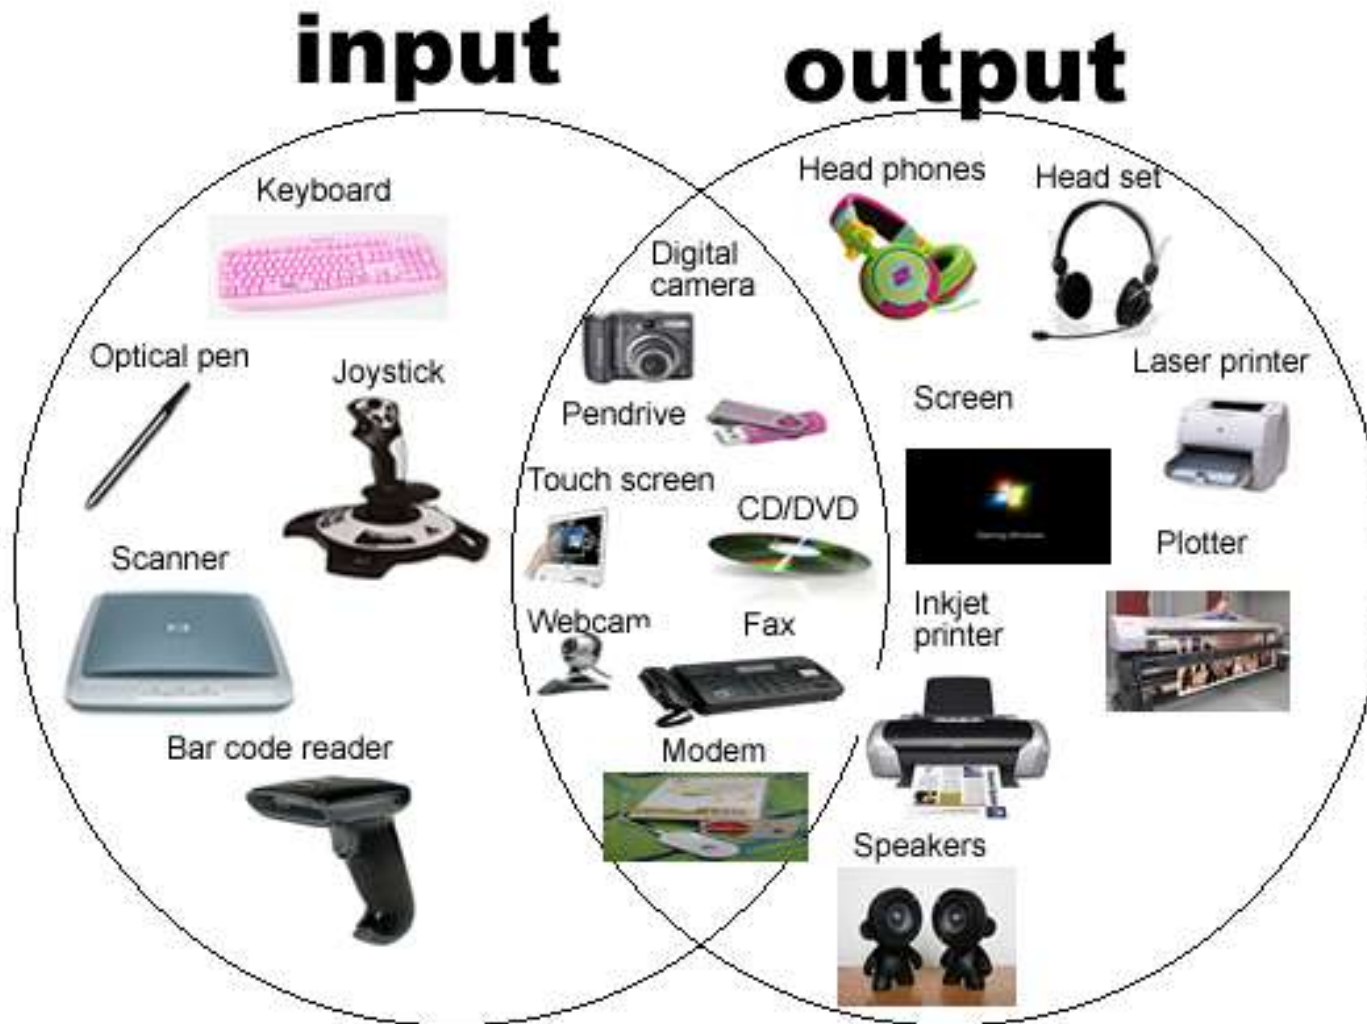 input
output
Keyboard
Optical pen
Joystick
Scanner
Bar code reader
Digital
camera
Pendrive
Touch screen
CD/DVD
Webcam
Fax
Modem
Head phones
Head set
Laser printer
Screen
Plotter
Inkjet
printer
Speakers